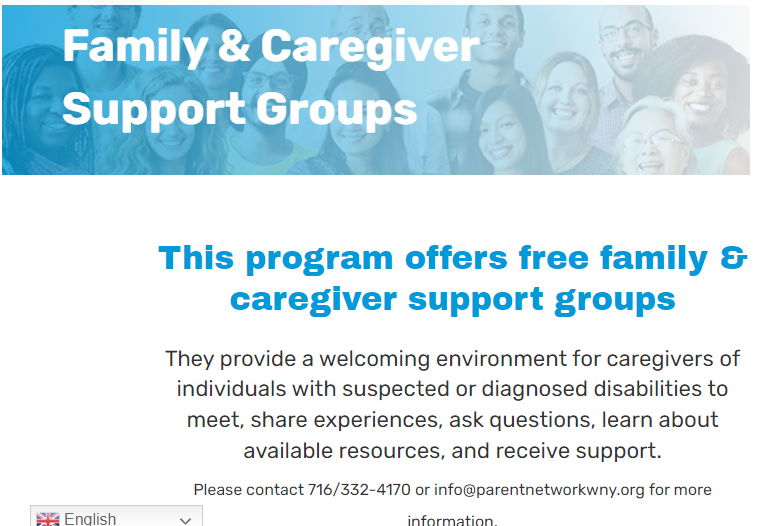 Family & Caregiver
Support Groups
This program offers free family &
caregiver support groups
They provide a welcoming environment for caregivers of
individuals with suspected or diagnosed disabilities to
meet, share experiences, ask questions, learn about
available resources, and receive support.
Please contact 716/332-4170 or info@parentnetworkwny.org for more
information.
English